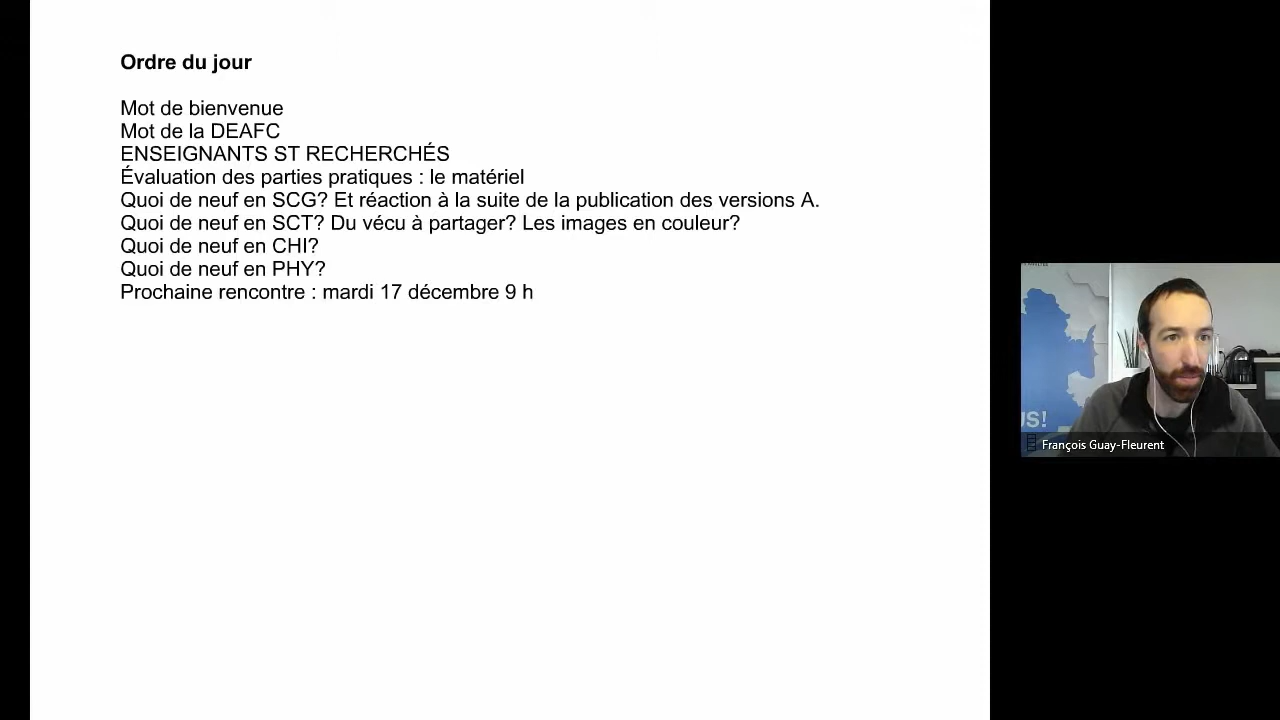 Ordre du jour
Mot de bienvenue
Mot de la DEAFC
ENSEIGNANTS ST RECHERCHÉS
Évaluation des parties pratiques : le matériel
Quoi de neuf en SCG? Et réaction à la suite de la publication des versions A.
Quoi de neuf en SCT? Du vécu à partager? Les images en couleur?
Quoi de neuf en CHI?
Quoi de neuf en PHY?
Prochaine rencontre : mardi 17 décembre 9 h
US!
François Guay-Fleurent